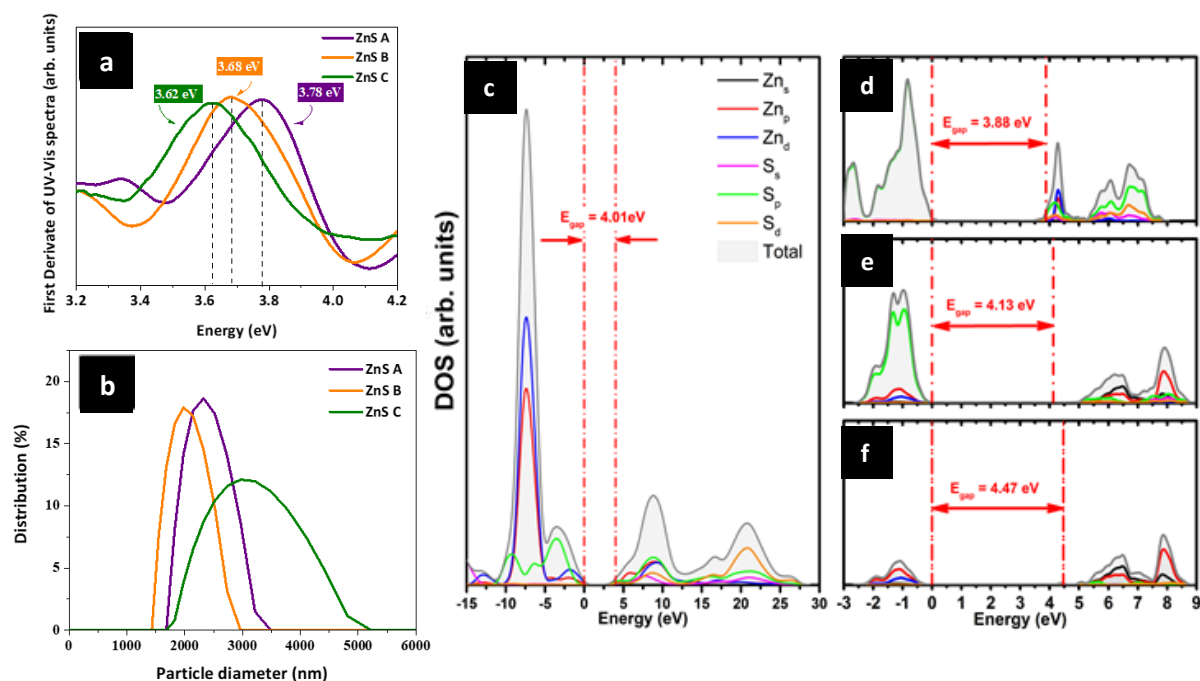 a
First Derivate of UV-Vis spectra (arb. units)
ZnS A
ZnS B
ZnS C
3.62 eV
3.68 eV
3.78 eV
3.2 3.4 3.6 3.8 4.0 4.2
Energy (eV)
b
Distribution (%)
20
15
10
5
0
ZnS A
ZnS B
ZnS C
0 1000 2000 3000 4000 5000 6000
Particle diameter (nm)
c
DOS (arb. units)
Zn_s
Zn_p
Zn_d
S_s
S_p
S_d
Total
E_gap = 4.01eV
-15 -10 -5 0 5 10 15 20 25 30
Energy (eV)
d
E_gap = 3.88 eV
e
E_gap = 4.13 eV
f
E_gap = 4.47 eV
-3 -2 -1 0 1 2 3 4 5 6 7 8 9
Energy (eV)